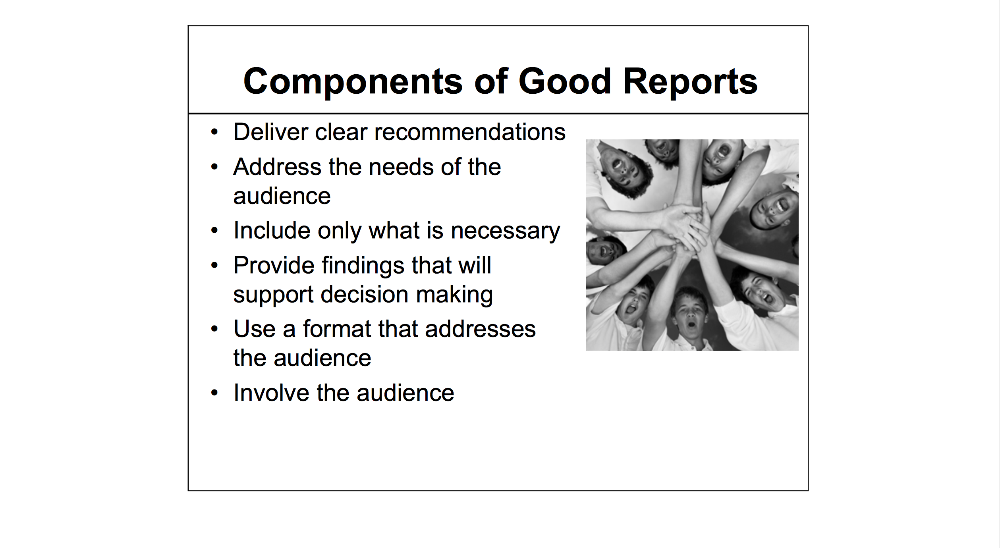 Components of Good Reports
• Deliver clear recommendations
• Address the needs of the
audience
• Include only what is necessary
• Provide findings that will
support decision making
• Use a format that addresses
the audience
• Involve the audience